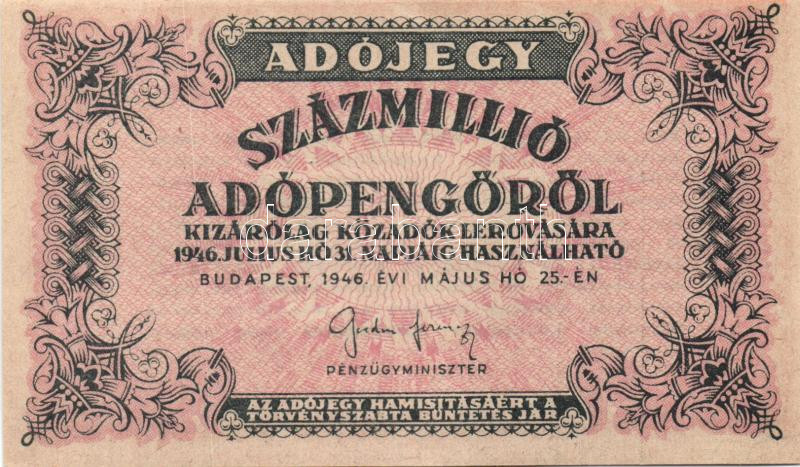 ADÓJEGY
SZÁZMILLIÓ
ADÓPENGŐRŐL
KIZÁRÓLAG KÖZADÓK LEROVÁSÁRA
1946. JULIUS HÓ 31. NAPJÁIG HASZNÁLHATÓ
BUDAPEST, 1946. ÉVI MÁJUS HÓ 25.-ÉN
PÉNZÜGYMINISZTER
AZ ADÓJEGY HAMISITÁSAÉRT A
TÖRVÉNYSZABTA BÜNTETÉS JÁR